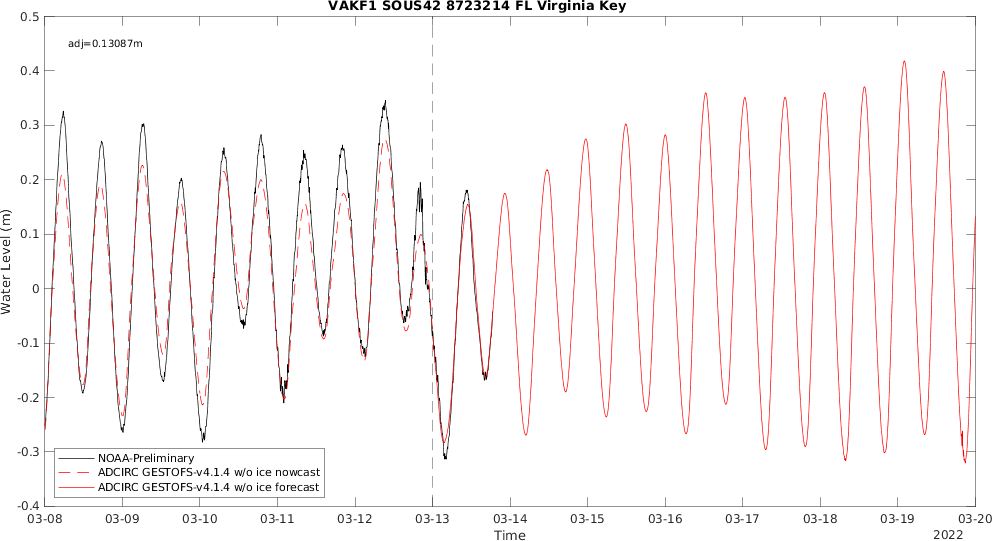 VAKF1 SOUS42 8723214 FL Virginia Key
adj=0.13087m
0.5
0.4
0.3
0.2
0.1
0
-0.1
-0.2
-0.3
-0.4
Water Level (m)
NOAA-Preliminary
ADCIRC GESTOFS-v4.1.4 w/o ice nowcast
ADCIRC GESTOFS-v4.1.4 w/o ice forecast
03-08 03-09 03-10 03-11 03-12 03-13 03-14 03-15 03-16 03-17 03-18 03-19 03-20
Time
2022